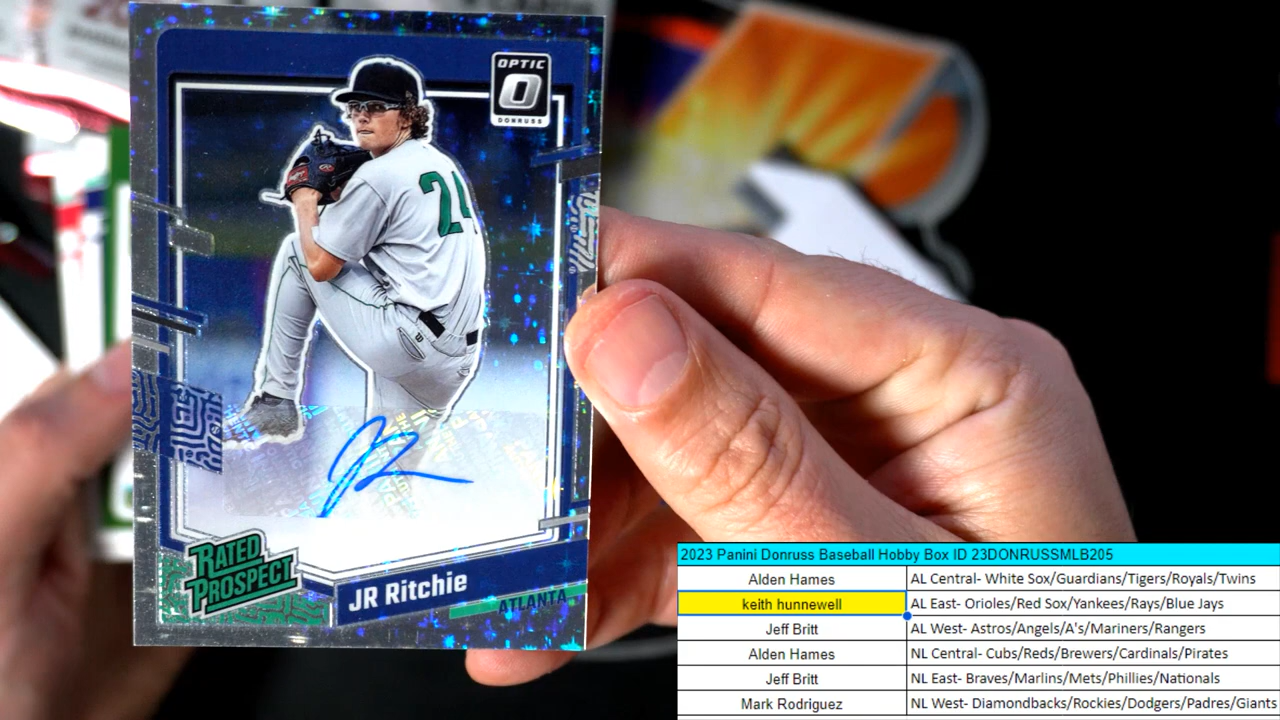 OPTIC
O
DONRUSS
24
RATED
PROSPECT
JR Ritchie
ATLANTA
2023 Panini Donruss Baseball Hobby Box ID 23DONRUSSMLB205
Alden Hames AL Central- White Sox/Guardians/Tigers/Royals/Twins
keith hunnewell AL East- Orioles/Red Sox/Yankees/Rays/Blue Jays
Jeff Britt AL West- Astros/Angels/A's/Mariners/Rangers
Alden Hames NL Central- Cubs/Reds/Brewers/Cardinals/Pirates
Jeff Britt NL East- Braves/Marlins/Mets/Phillies/Nationals
Mark Rodriguez NL West- Diamondbacks/Rockies/Dodgers/Padres/Giants